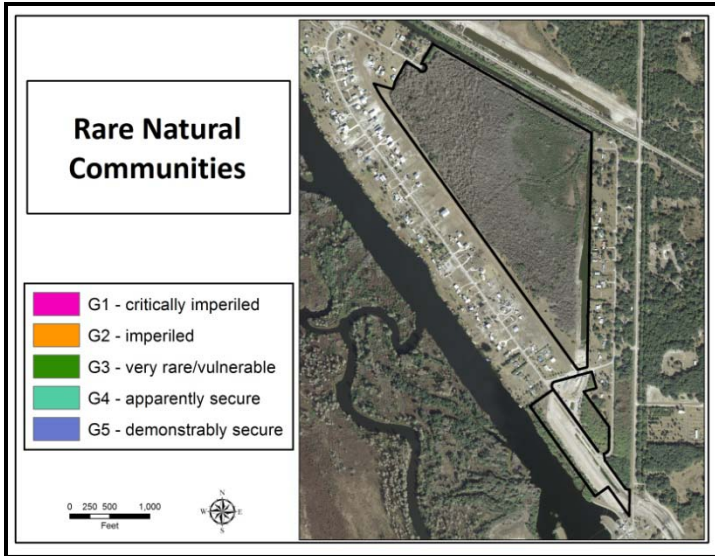 Rare Natural
Communities
G1 - critically imperiled
G2 - imperiled
G3 - very rare/vulnerable
G4 - apparently secure
G5 - demonstrably secure
0 250 500 1,000
Feet
N
W E
S